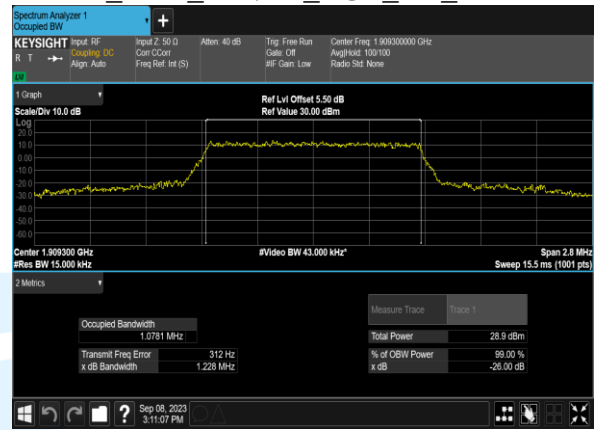 Spectrum Analyzer 1
Occupied BW
+
KEYSIGHT Input: RF Input Z: 50 Ω Atten: 40 dB Trig: Free Run Center Freq: 1.909300000 GHz
R T Coupling: DC Corr CCorr Gate: Off Avg|Hold: 100/100
Align: Auto Freq Ref: Int (S) #IF Gain: Low Radio Std: None
1 Graph
Ref Lvl Offset 5.50 dB
Scale/Div 10.0 dB Ref Value 30.00 dBm
Log
20.0
10.0
0.00
-10.0
-20.0
-30.0
-40.0
-50.0
-60.0
Center 1.909300 GHz #Video BW 43.000 kHz* Span 2.8 MHz
#Res BW 15.000 kHz Sweep 15.5 ms (1001 pts)
2 Metrics
Measure Trace Trace 1
Occupied Bandwidth
1.0781 MHz
Total Power 28.9 dBm
Transmit Freq Error 312 Hz % of OBW Power 99.00 %
x dB Bandwidth 1.228 MHz x dB -26.00 dB
? Sep 08, 2023
3:11:07 PM